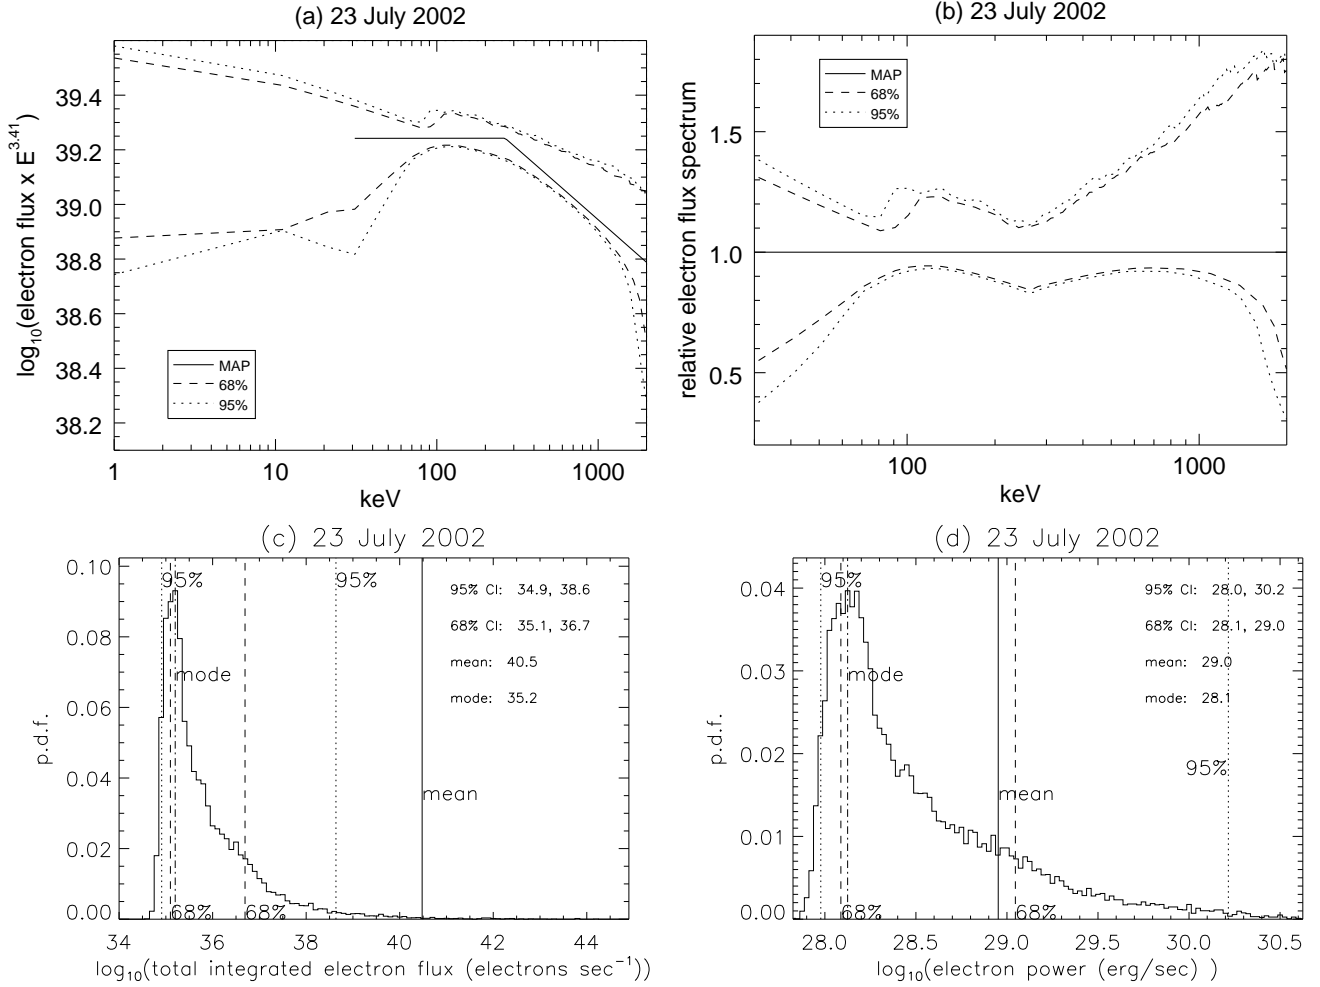 (a) 23 July 2002
log10(electron flux x E^3.41)
39.4
39.2
39.0
38.8
38.6
38.4
38.2
MAP
68%
95%
1 10 100 1000
keV
(b) 23 July 2002
relative electron flux spectrum
1.5
1.0
0.5
MAP
68%
95%
100 1000
keV
(c) 23 July 2002
p.d.f.
0.10
0.08
0.06
0.04
0.02
0.00
95% 95%
mode
mean
68% 68%
95% CI: 34.9, 38.6
68% CI: 35.1, 36.7
mean: 40.5
mode: 35.2
34 36 38 40 42 44
log10(total integrated electron flux (electrons sec^-1))
(d) 23 July 2002
p.d.f.
0.04
0.03
0.02
0.01
0.00
95%
mode
95%
mean
68% 68%
95% CI: 28.0, 30.2
68% CI: 28.1, 29.0
mean: 29.0
mode: 28.1
28.0 28.5 29.0 29.5 30.0 30.5
log10(electron power (erg/sec) )